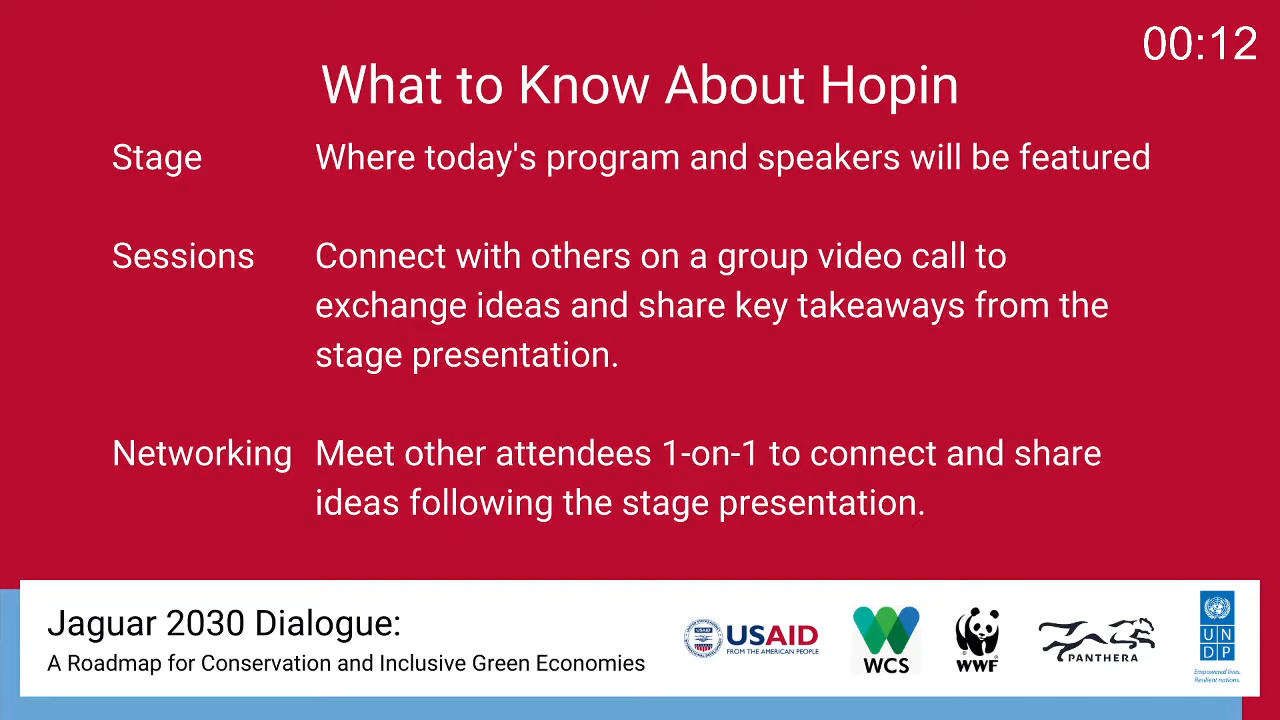 00:12
What to Know About Hopin
Stage Where today's program and speakers will be featured
Sessions Connect with others on a group video call to
exchange ideas and share key takeaways from the
stage presentation.
Networking Meet other attendees 1-on-1 to connect and share
ideas following the stage presentation.
Jaguar 2030 Dialogue:
A Roadmap for Conservation and Inclusive Green Economies
USAID
USAID
FROM THE AMERICAN PEOPLE
WCS
WWF
PANTHERA
UN
DP
Empowered lives.
Resilient nations.